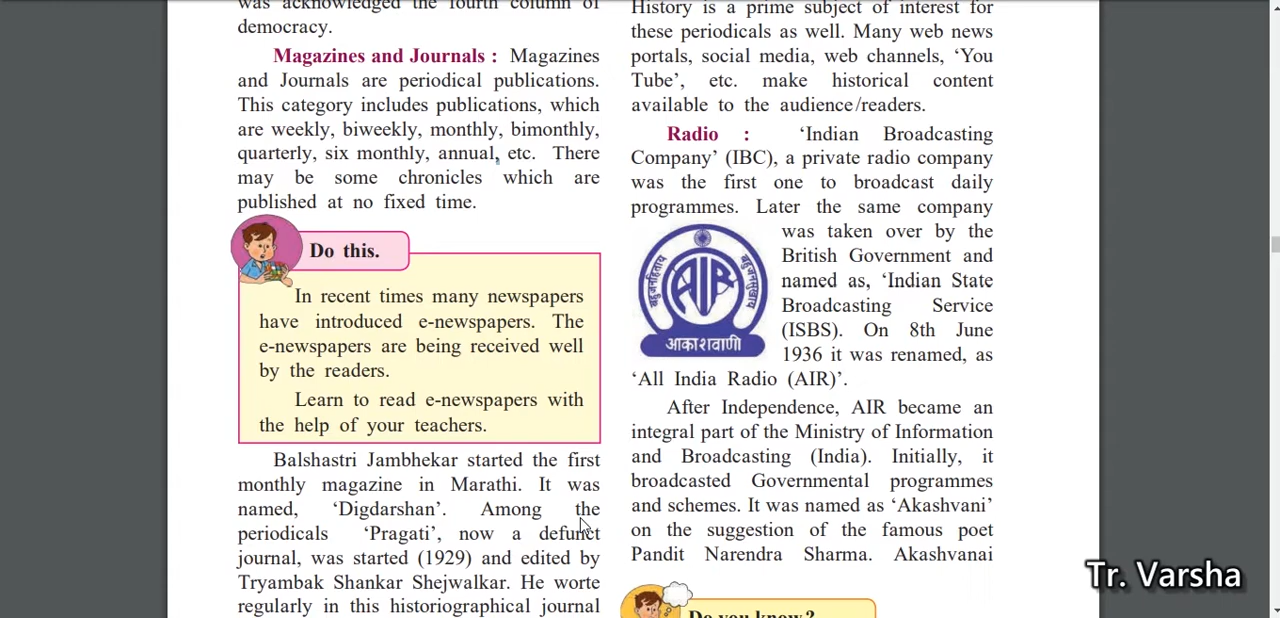 was acknowledged the fourth column of
democracy.
Magazines and Journals : Magazines
and Journals are periodical publications.
This category includes publications, which
are weekly, biweekly, monthly, bimonthly,
quarterly, six monthly, annual, etc. There
may be some chronicles which are
published at no fixed time.
Do this.
In recent times many newspapers
have introduced e-newspapers. The
e-newspapers are being received well
by the readers.
Learn to read e-newspapers with
the help of your teachers.
Balshastri Jambhekar started the first
monthly magazine in Marathi. It was
named, ‘Digdarshan’. Among the
periodicals ‘Pragati’, now a defunct
journal, was started (1929) and edited by
Tryambak Shankar Shejwalkar. He worte
regularly in this historiographical journal
History is a prime subject of interest for
these periodicals as well. Many web news
portals, social media, web channels, ‘You
Tube’, etc. make historical content
available to the audience/readers.
Radio : ‘Indian Broadcasting
Company’ (IBC), a private radio company
was the first one to broadcast daily
programmes. Later the same company
was taken over by the
British Government and
named as, ‘Indian State
Broadcasting Service
(ISBS). On 8th June
1936 it was renamed, as
‘All India Radio (AIR)’.
बहुजनहिताय
AIR
बहुजनसुखाय
आकाशवाणी
After Independence, AIR became an
integral part of the Ministry of Information
and Broadcasting (India). Initially, it
broadcasted Governmental programmes
and schemes. It was named as ‘Akashvani’
on the suggestion of the famous poet
Pandit Narendra Sharma. Akashvanai
Do you know?
Tr. Varsha